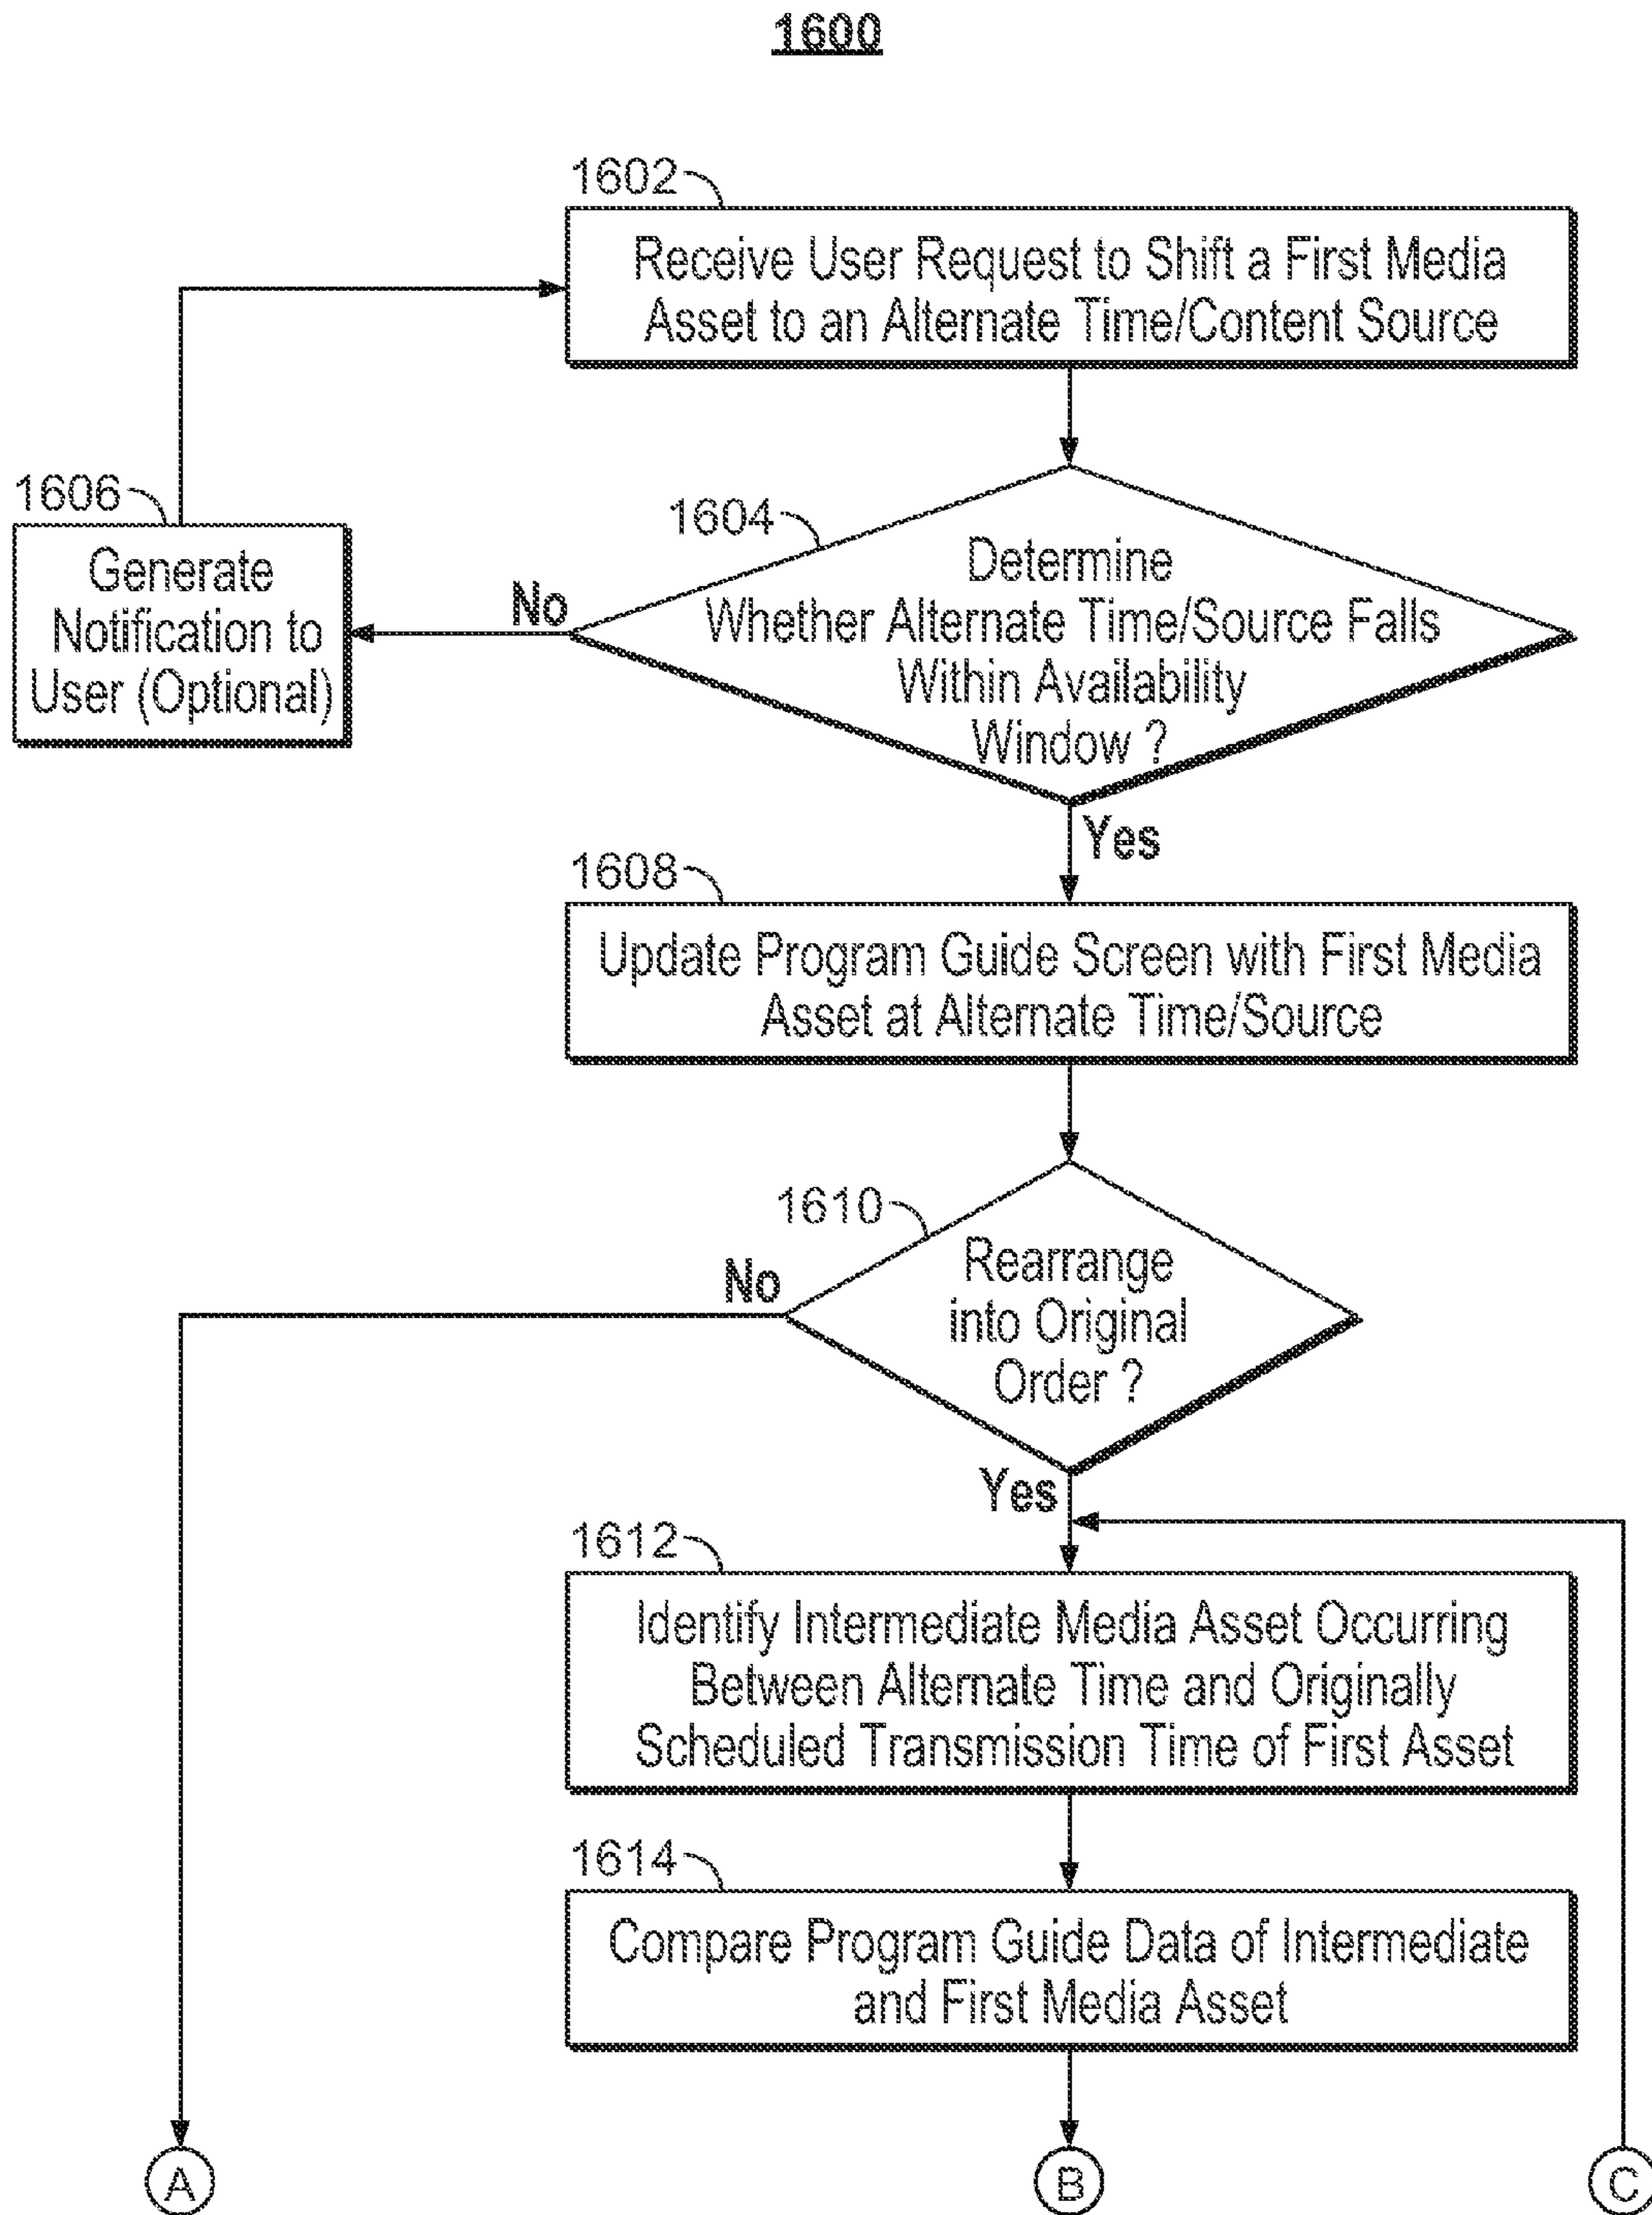 1600
1602
Receive User Request to Shift a First Media
Asset to an Alternate Time/Content Source
1606
Generate
Notification to
User (Optional)
No
1604
Determine
Whether Alternate Time/Source Falls
Within Availability
Window ?
Yes
1608
Update Program Guide Screen with First Media
Asset at Alternate Time/Source
1610
No
Rearrange
into Original
Order ?
Yes
1612
Identify Intermediate Media Asset Occurring
Between Alternate Time and Originally
Scheduled Transmission Time of First Asset
1614
Compare Program Guide Data of Intermediate
and First Media Asset
A
B
C